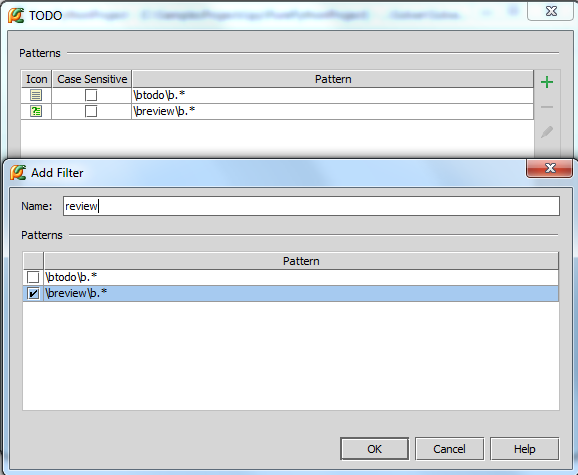 TODO
Patterns
Icon Case Sensitive Pattern
\btodo\b.*
\breview\b.*
Add Filter
Name: review
Patterns
Pattern
\btodo\b.*
\breview\b.*
OK Cancel Help